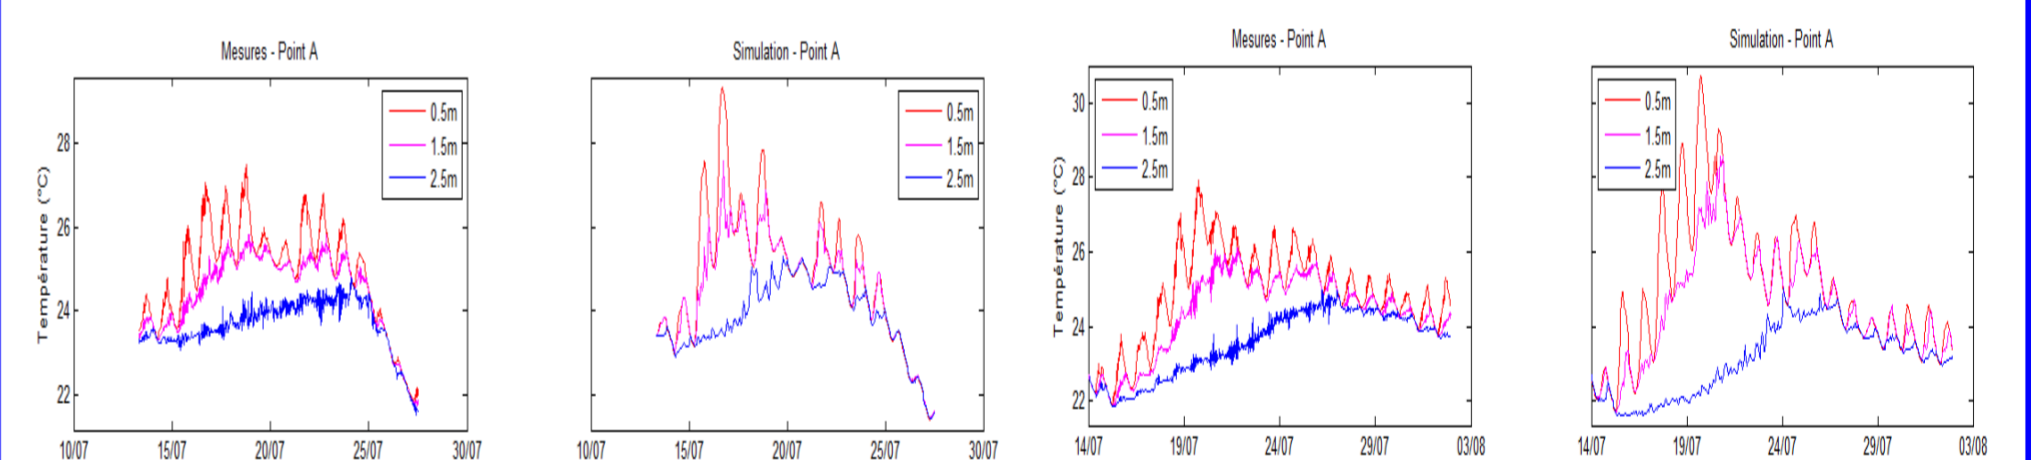 Mesures - Point A
Température (°C)
28
26
24
22
10/07 15/07 20/07 25/07 30/07
0.5m
1.5m
2.5m
Simulation - Point A
10/07 15/07 20/07 25/07 30/07
0.5m
1.5m
2.5m
Mesures - Point A
Température (°C)
30
28
26
24
22
14/07 19/07 24/07 29/07 03/08
0.5m
1.5m
2.5m
Simulation - Point A
14/07 19/07 24/07 29/07 03/08
0.5m
1.5m
2.5m